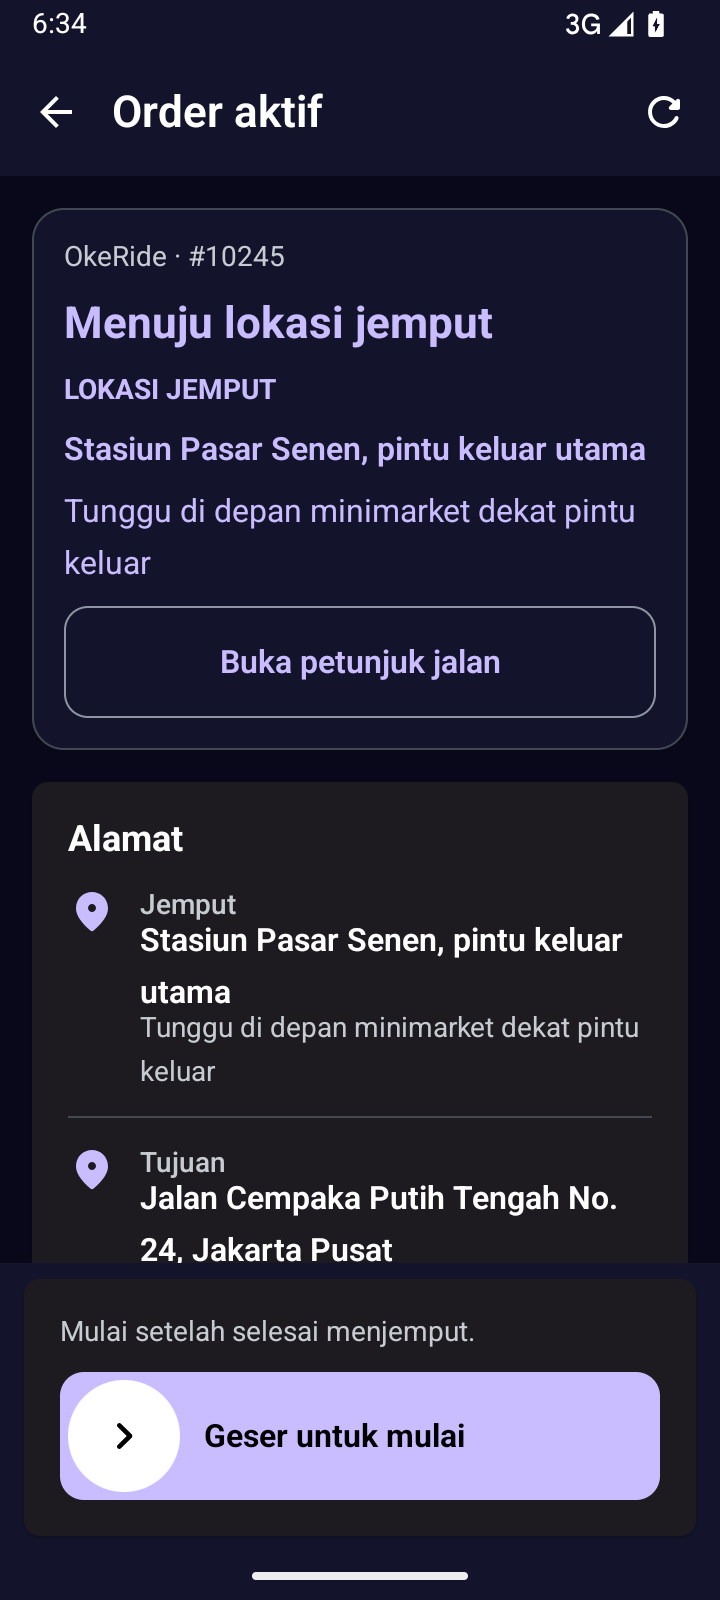 6:34
3G
Order aktif
OkeRide · #10245
Menuju lokasi jemput
LOKASI JEMPUT
Stasiun Pasar Senen, pintu keluar utama
Tunggu di depan minimarket dekat pintu
keluar
Buka petunjuk jalan
Alamat
Jemput
Stasiun Pasar Senen, pintu keluar
utama
Tunggu di depan minimarket dekat pintu
keluar
Tujuan
Jalan Cempaka Putih Tengah No.
24, Jakarta Pusat
Mulai setelah selesai menjemput.
Geser untuk mulai